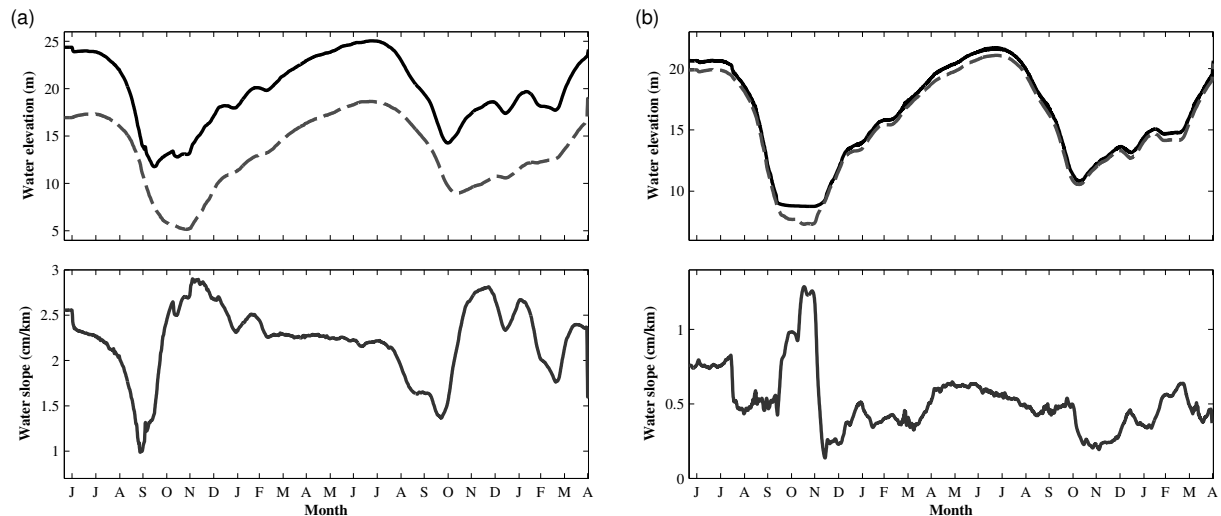 (a)
(b)
Water elevation (m)
25
20
15
10
5
Water elevation (m)
20
15
10
Water slope (cm/km)
3
2.5
2
1.5
1
J J A S O N D J F M A M J J A S O N D J F M A
Month
Water slope (cm/km)
1
0.5
0
J J A S O N D J F M A M J J A S O N D J F M A
Month